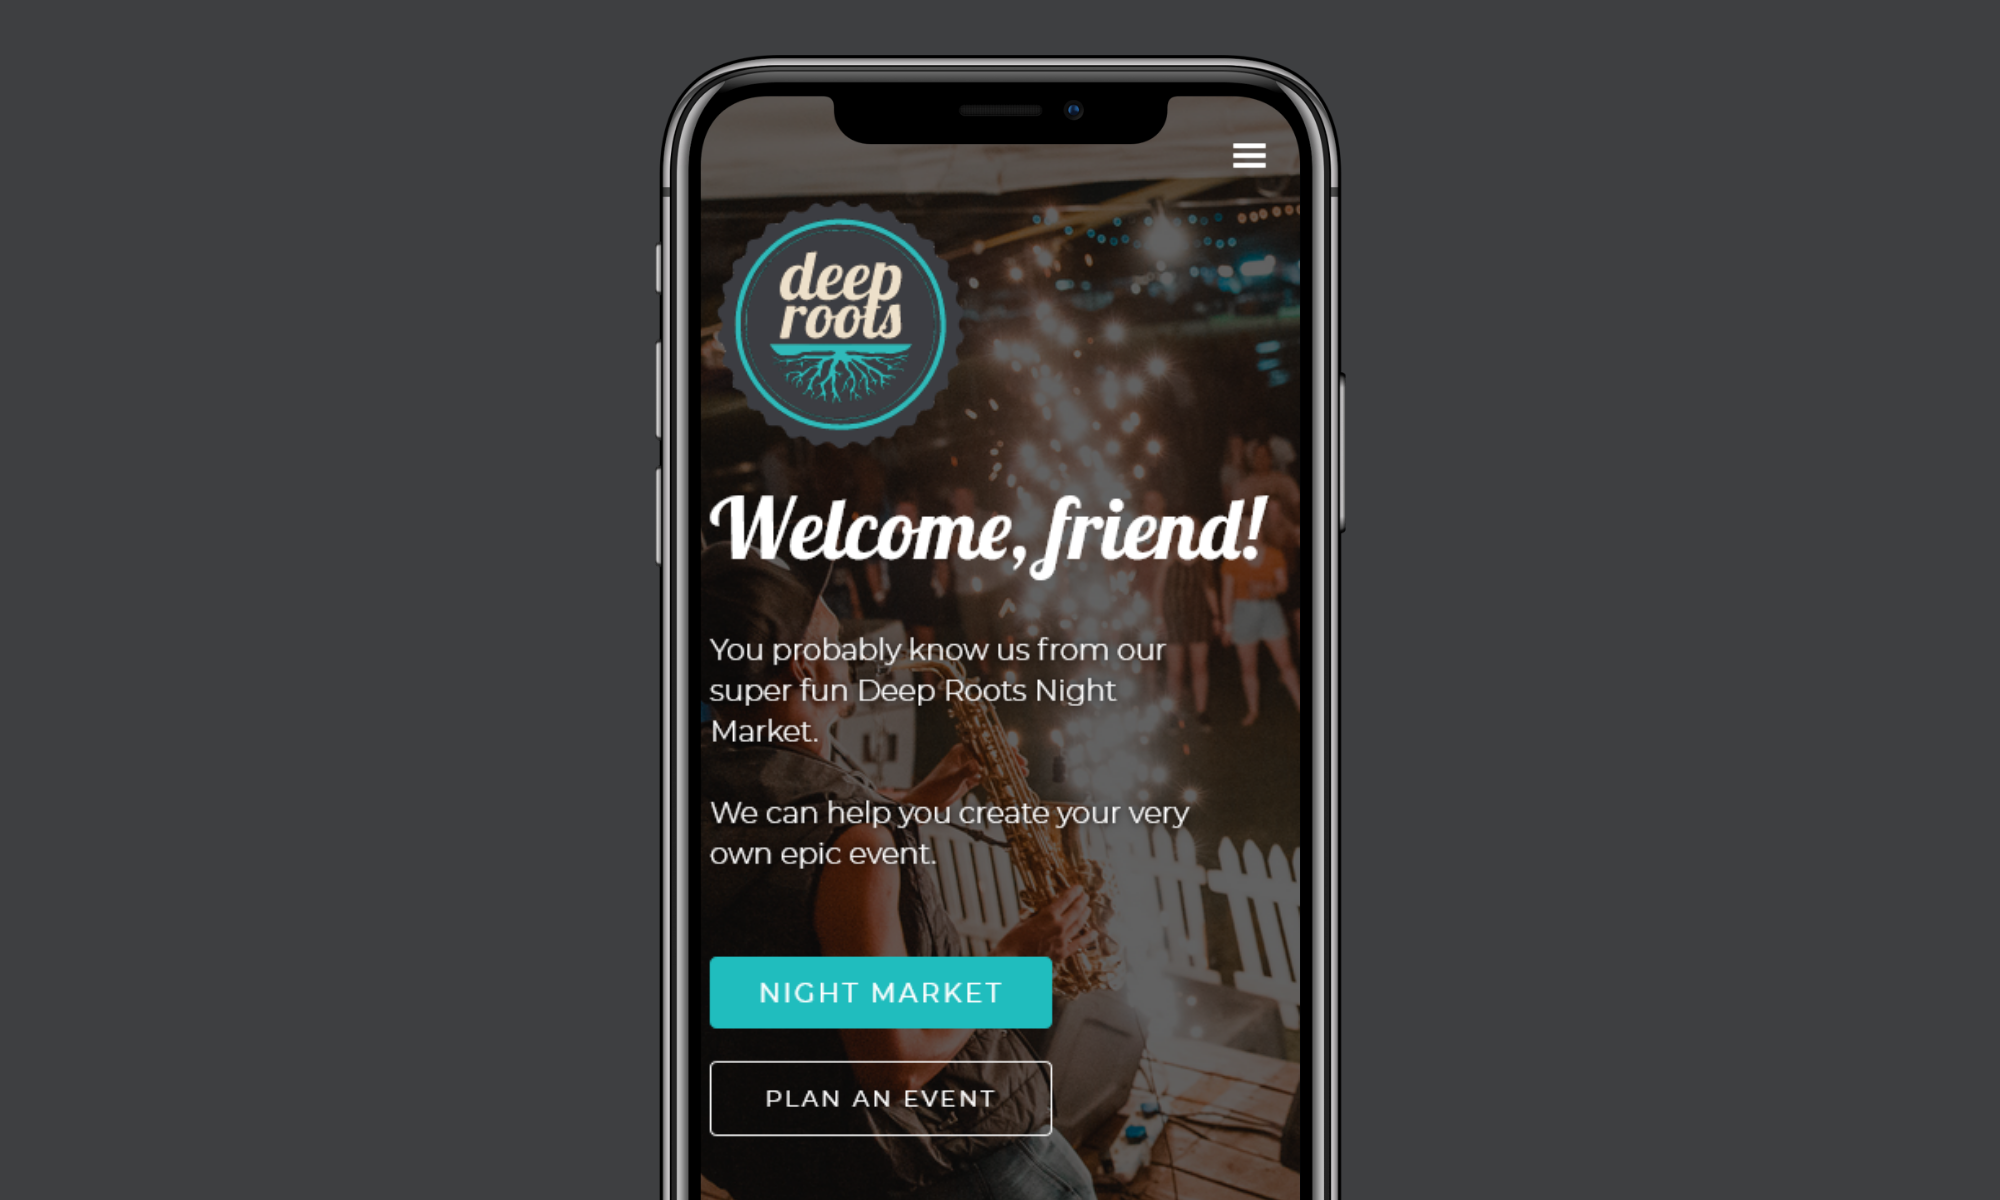 deep
roots
Welcome, friend!
You probably know us from our
super fun Deep Roots Night
Market.
We can help you create your very
own epic event.
NIGHT MARKET
PLAN AN EVENT